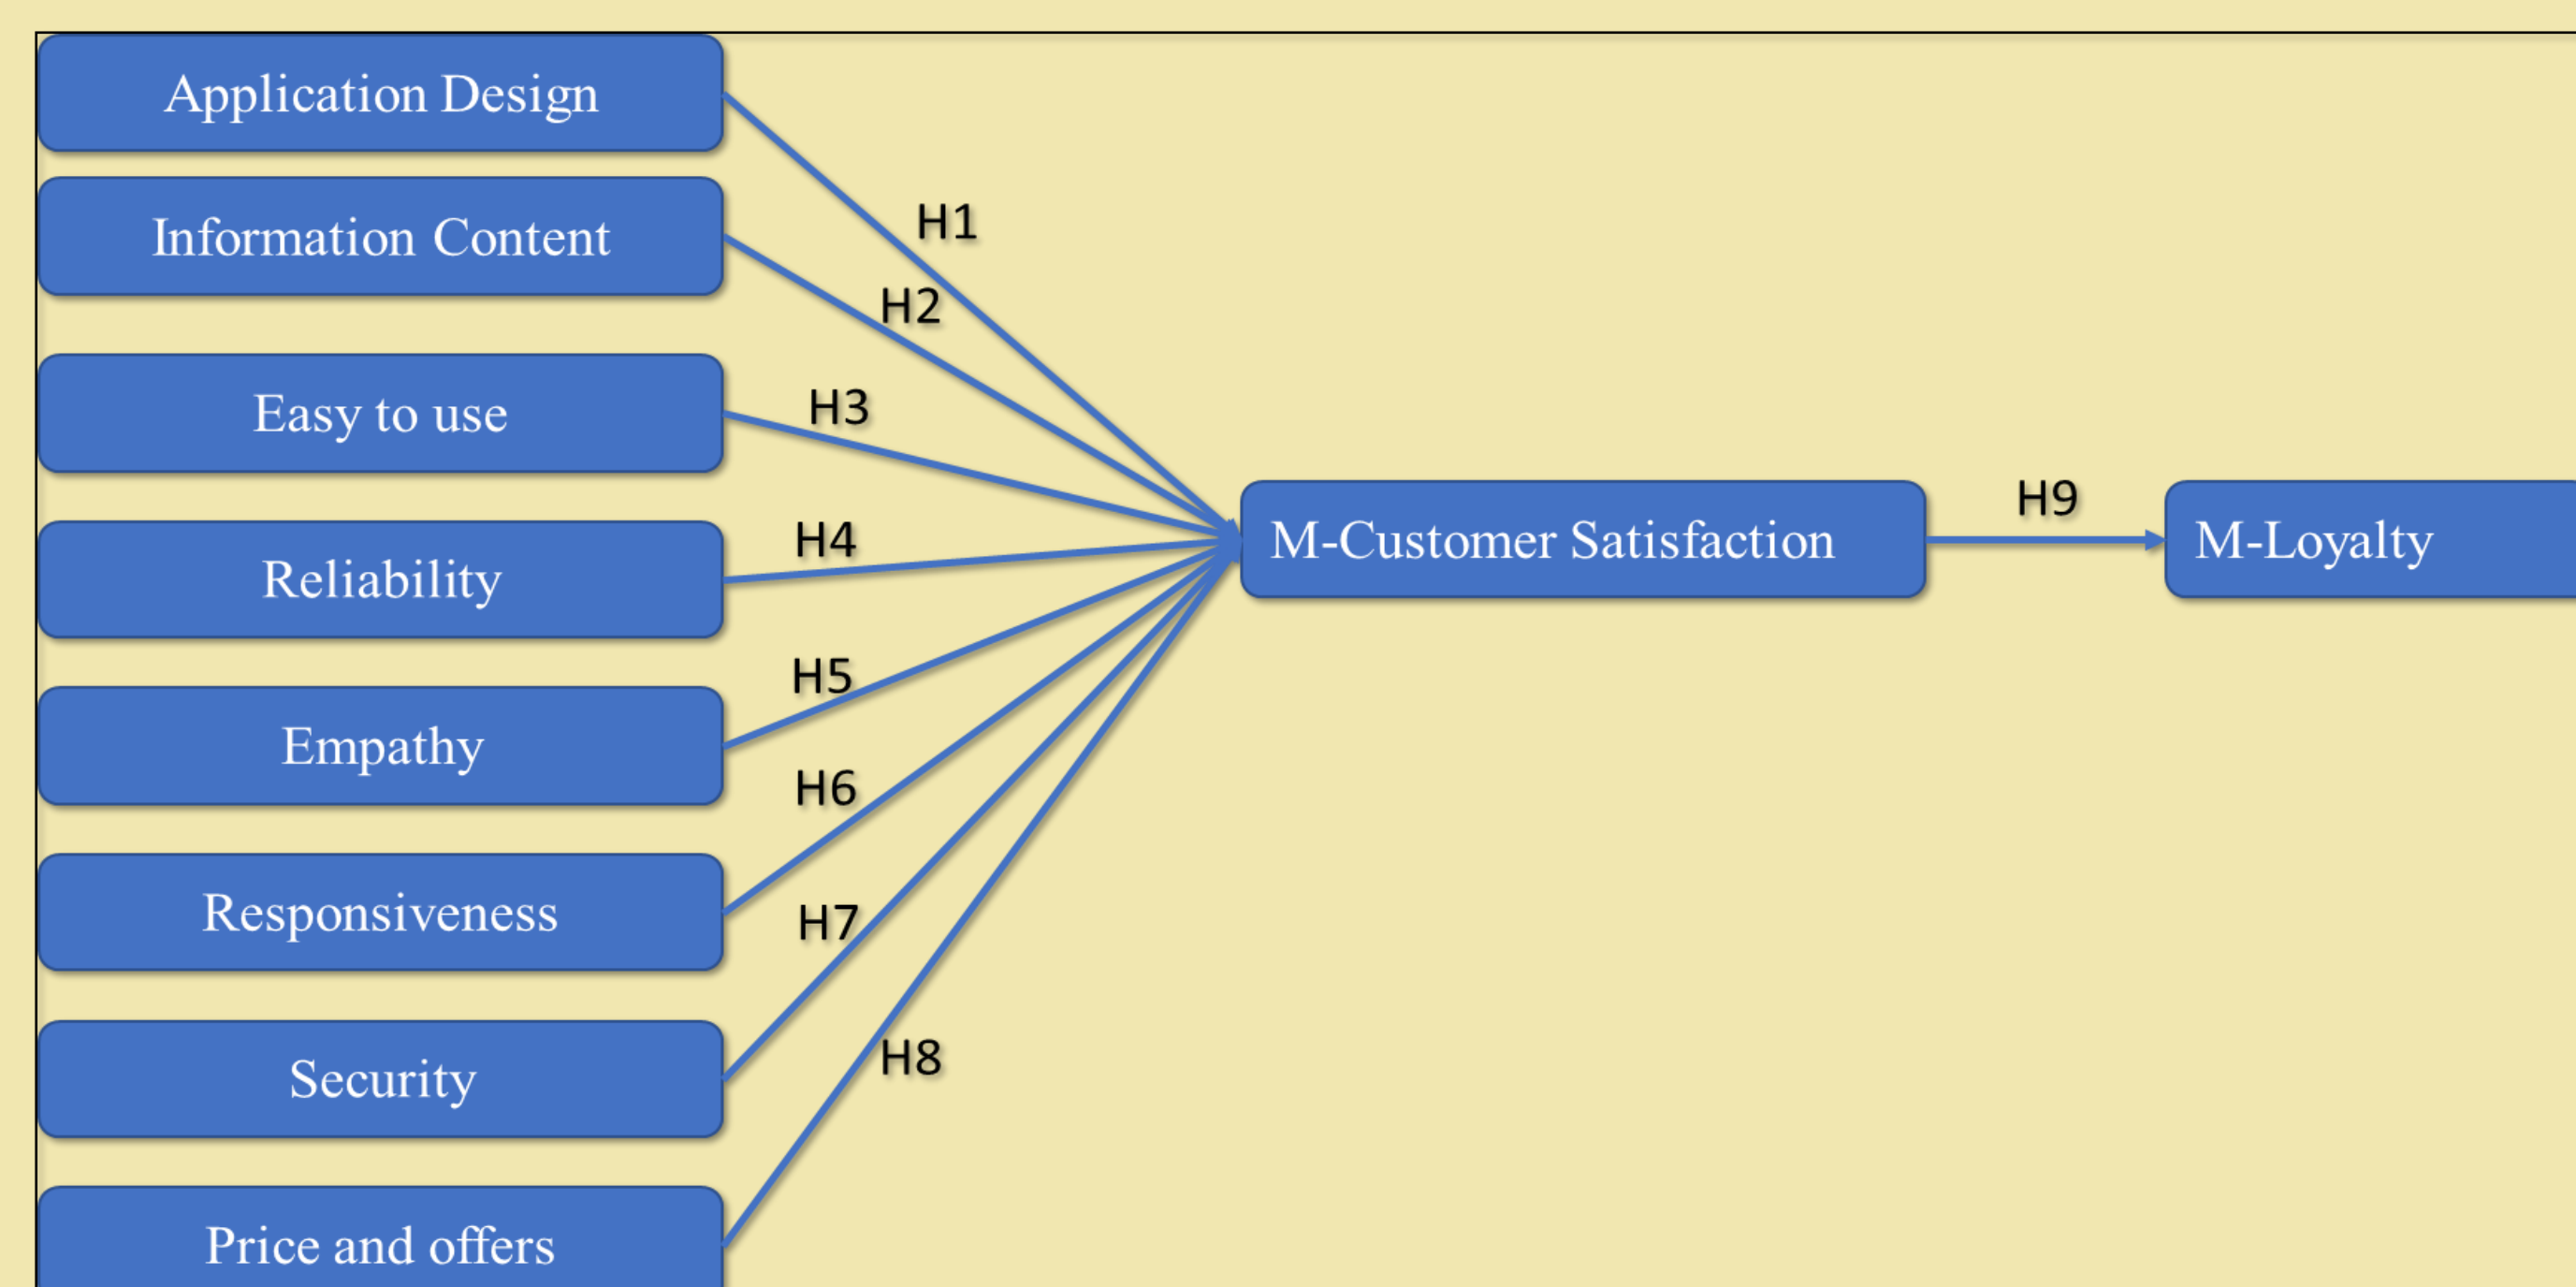 Application Design
H1
Information Content
H2
Easy to use
H3
Reliability
H4
M-Customer Satisfaction
H9
M-Loyalty
Empathy
H5
Responsiveness
H6
Security
H7
Price and offers
H8